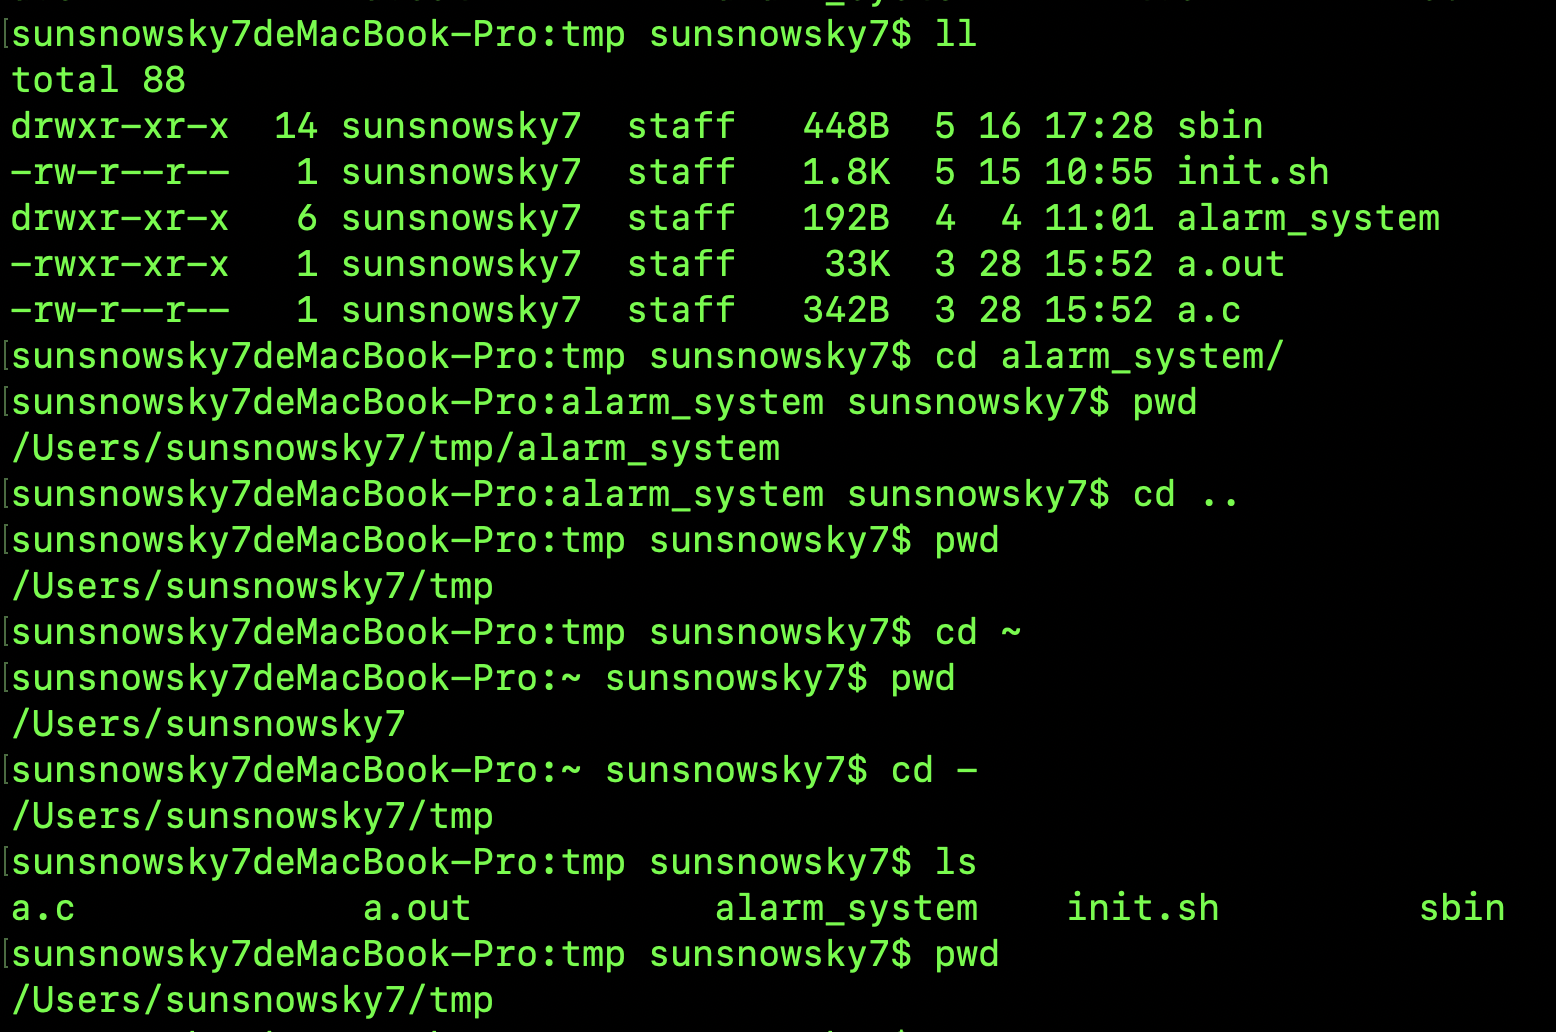 [sunsnowsky7deMacBook-Pro:tmp sunsnowsky7$ ll
total 88
drwxr-xr-x  14 sunsnowsky7  staff   448B  5 16 17:28 sbin
-rw-r--r--   1 sunsnowsky7  staff   1.8K  5 15 10:55 init.sh
drwxr-xr-x   6 sunsnowsky7  staff   192B  4  4 11:01 alarm_system
-rwxr-xr-x   1 sunsnowsky7  staff    33K  3 28 15:52 a.out
-rw-r--r--   1 sunsnowsky7  staff   342B  3 28 15:52 a.c
[sunsnowsky7deMacBook-Pro:tmp sunsnowsky7$ cd alarm_system/
[sunsnowsky7deMacBook-Pro:alarm_system sunsnowsky7$ pwd
/Users/sunsnowsky7/tmp/alarm_system
[sunsnowsky7deMacBook-Pro:alarm_system sunsnowsky7$ cd ..
[sunsnowsky7deMacBook-Pro:tmp sunsnowsky7$ pwd
/Users/sunsnowsky7/tmp
[sunsnowsky7deMacBook-Pro:tmp sunsnowsky7$ cd ~
[sunsnowsky7deMacBook-Pro:~ sunsnowsky7$ pwd
/Users/sunsnowsky7
[sunsnowsky7deMacBook-Pro:~ sunsnowsky7$ cd -
/Users/sunsnowsky7/tmp
[sunsnowsky7deMacBook-Pro:tmp sunsnowsky7$ ls
a.c             a.out           alarm_system    init.sh         sbin
[sunsnowsky7deMacBook-Pro:tmp sunsnowsky7$ pwd
/Users/sunsnowsky7/tmp